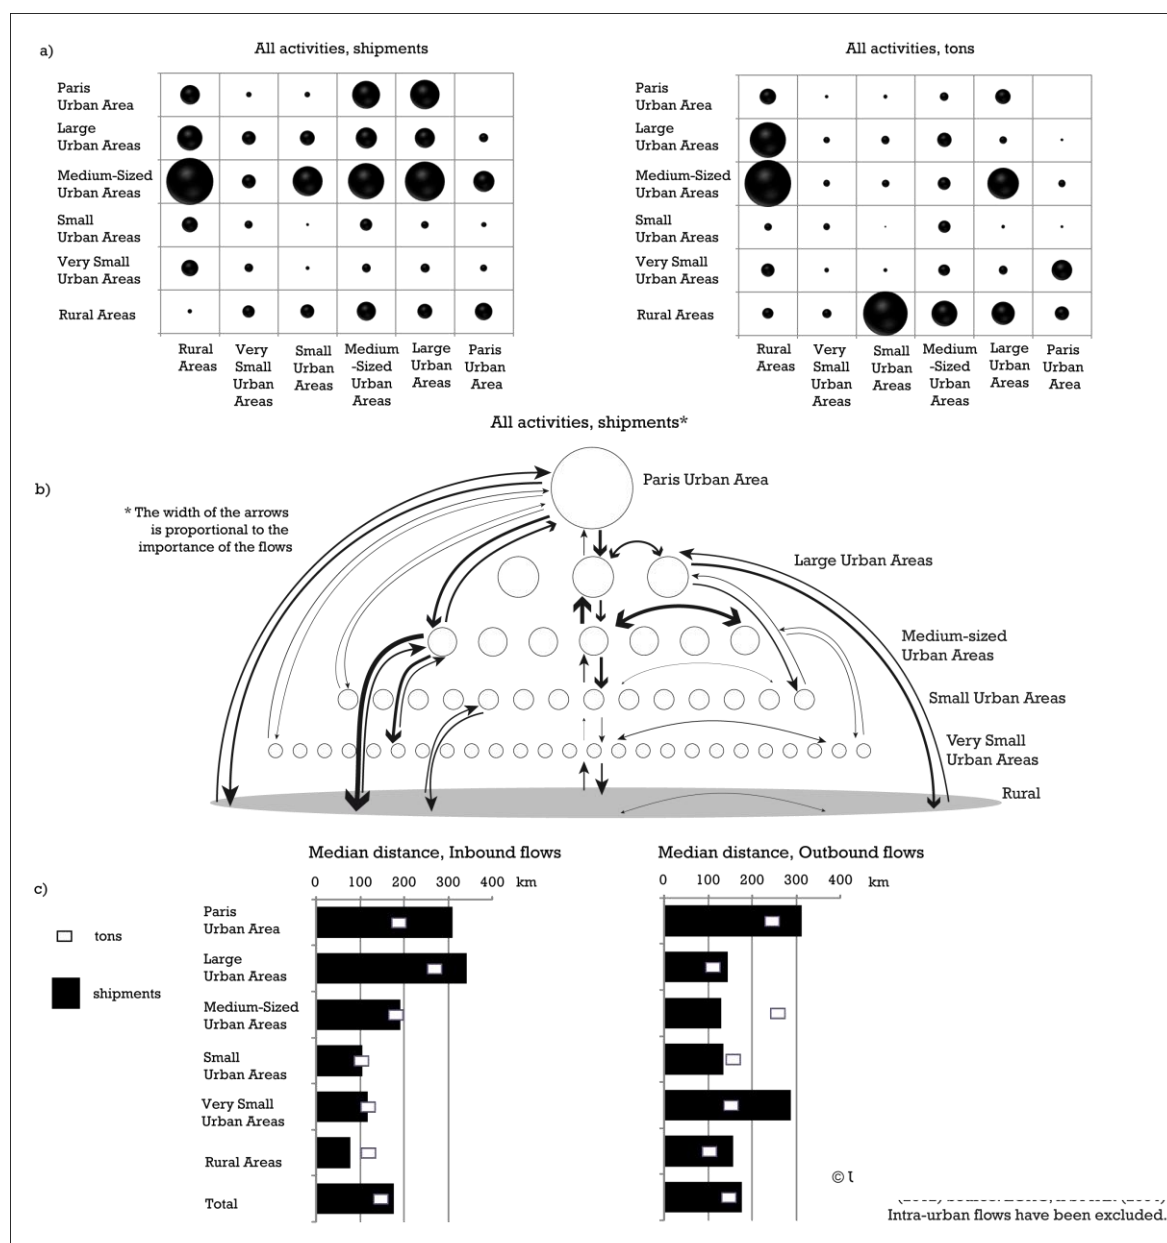 a)
All activities, shipments
Paris
Urban Area
Large
Urban Areas
Medium-Sized
Urban Areas
Small
Urban Areas
Very Small
Urban Areas
Rural Areas
Rural
Areas
Very
Small
Urban
Areas
Small
Urban
Areas
Medium
-Sized
Urban
Areas
Large
Urban
Areas
Paris
Urban
Area
All activities, tons
Paris
Urban Area
Large
Urban Areas
Medium-Sized
Urban Areas
Small
Urban Areas
Very Small
Urban Areas
Rural Areas
Rural
Areas
Very
Small
Urban
Areas
Small
Urban
Areas
Medium
-Sized
Urban
Areas
Large
Urban
Areas
Paris
Urban
Area
All activities, shipments*
b)
* The width of the arrows
is proportional to the
importance of the flows
Paris Urban Area
Large Urban Areas
Medium-sized
Urban Areas
Small Urban Areas
Very Small
Urban Areas
Rural
c)
Median distance, Inbound flows
0 100 200 300 400 km
tons
shipments
Paris
Urban Area
Large
Urban Areas
Medium-Sized
Urban Areas
Small
Urban Areas
Very Small
Urban Areas
Rural Areas
Total
Median distance, Outbound flows
0 100 200 300 400 km
©
Intra-urban flows have been excluded.